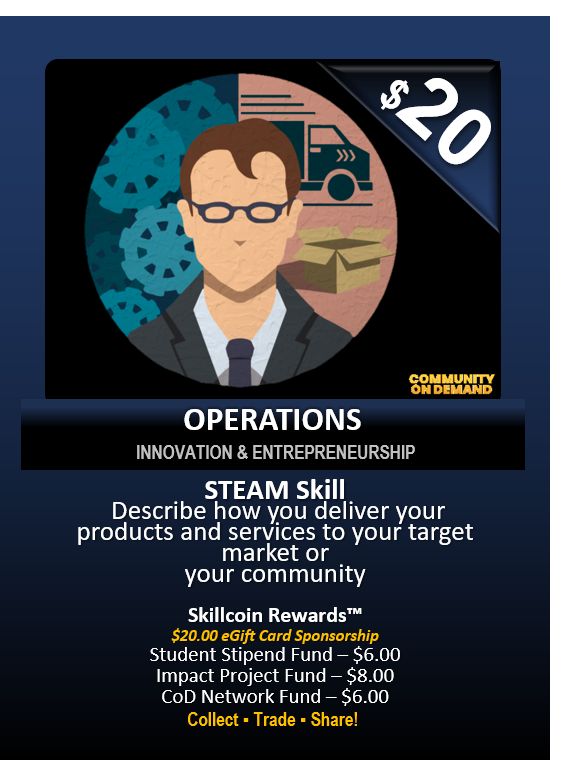 $20
COMMUNITY
ON DEMAND
OPERATIONS
INNOVATION & ENTREPRENEURSHIP
STEAM Skill
Describe how you deliver your
products and services to your target
market or
your community
Skillcoin Rewards™
$20.00 eGift Card Sponsorship
Student Stipend Fund – $6.00
Impact Project Fund – $8.00
CoD Network Fund – $6.00
Collect ▪ Trade ▪ Share!